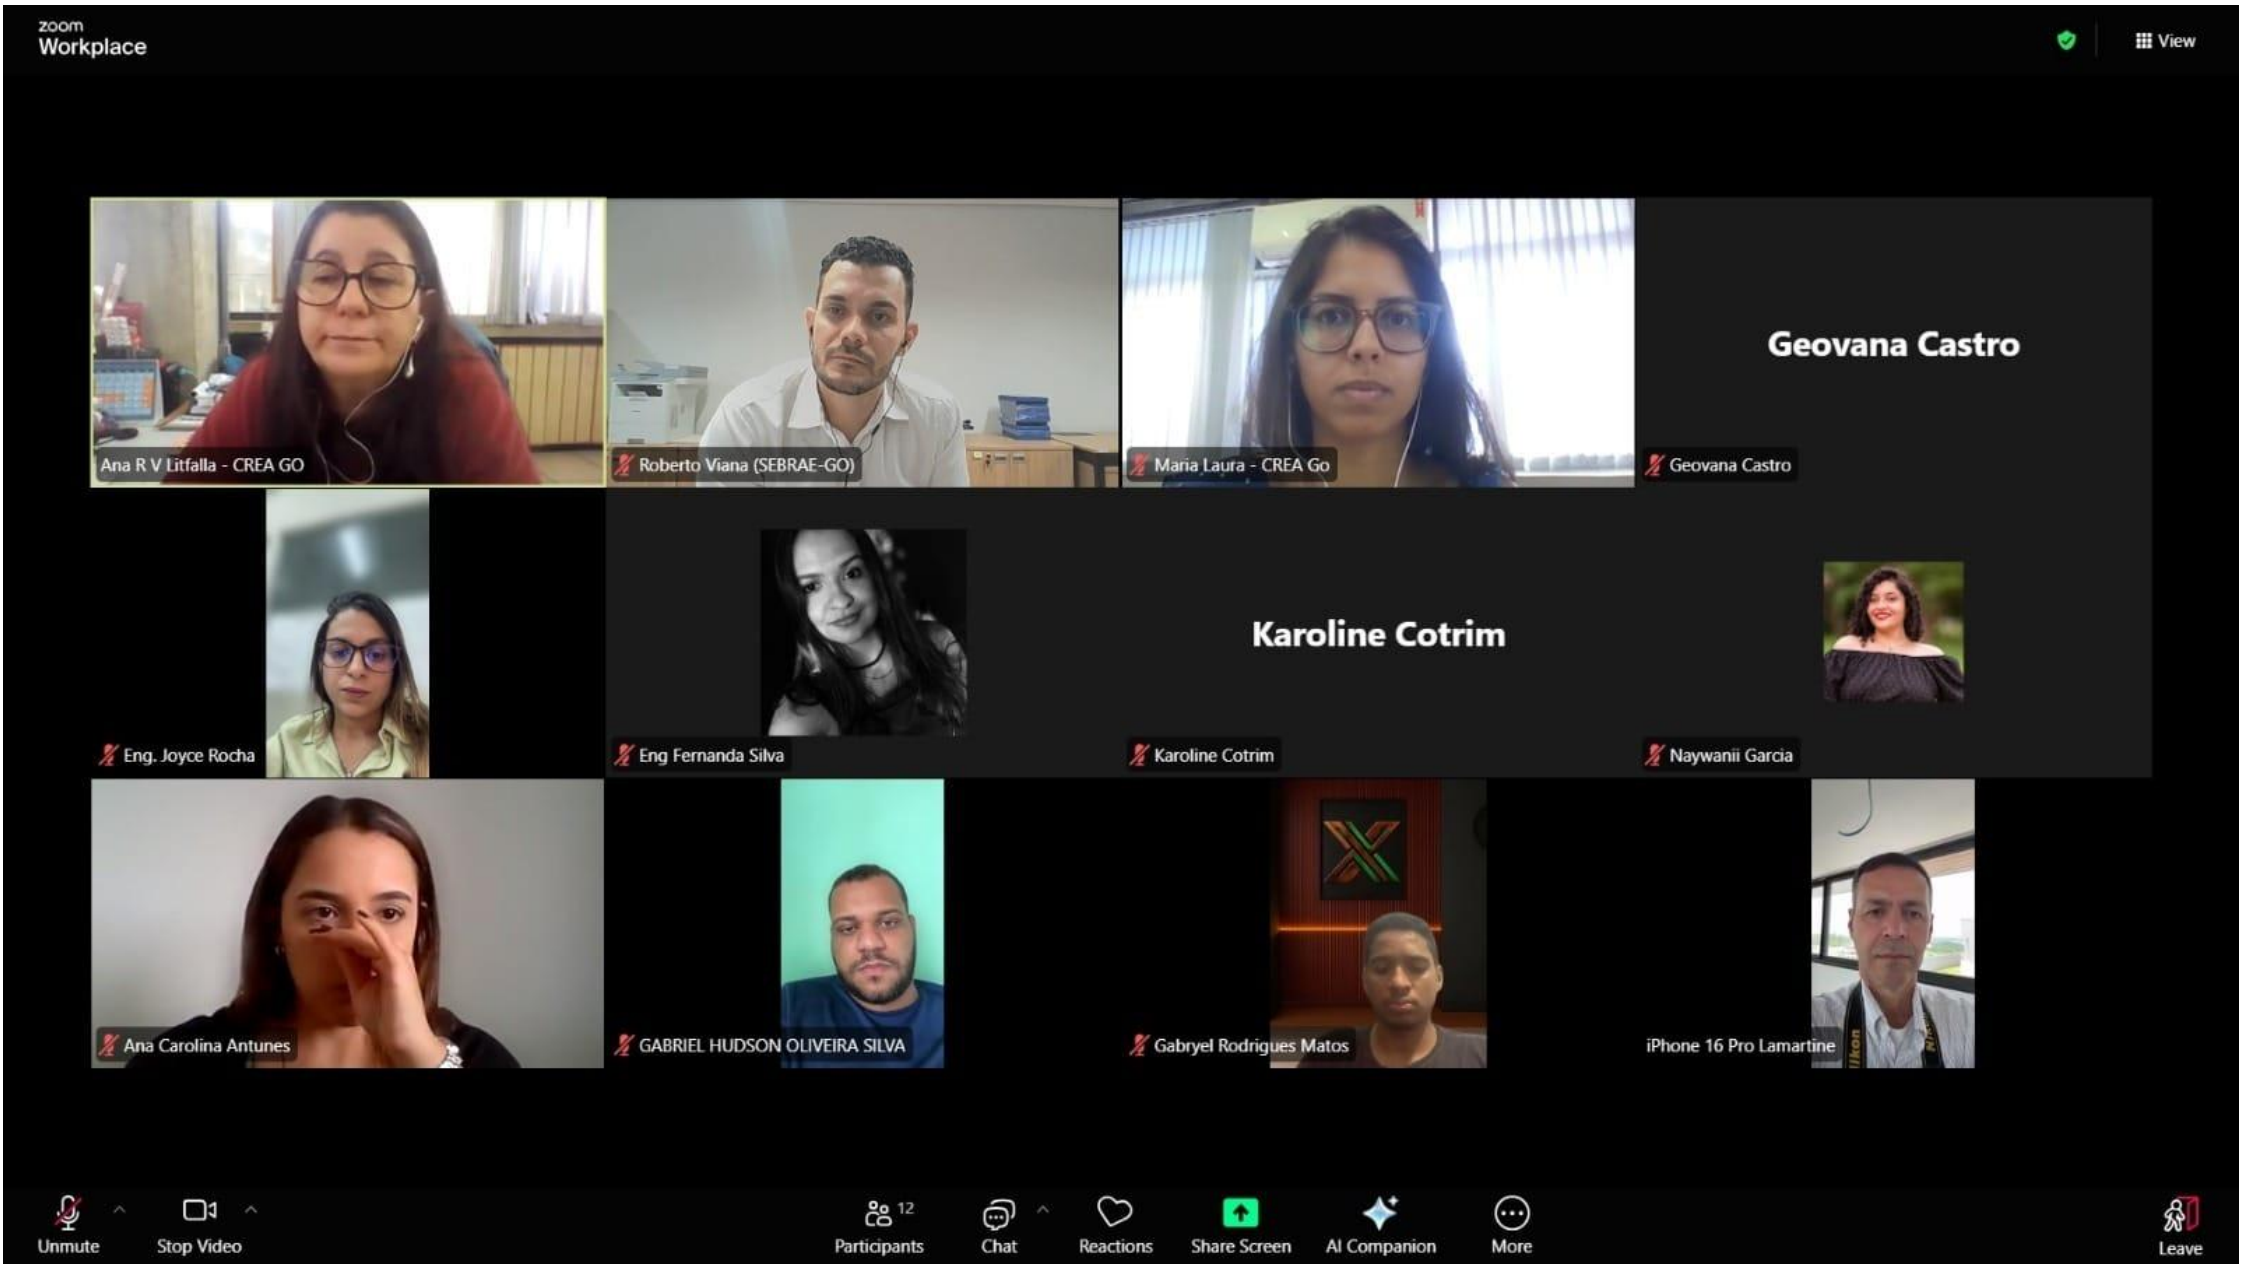 zoom
Workplace
View
Ana R V Litfalla - CREA GO
Roberto Viana (SEBRAE-GO)
Maria Laura - CREA Go
Geovana Castro
Geovana Castro
Eng. Joyce Rocha
Eng Fernanda Silva
Karoline Cotrim
Karoline Cotrim
Naywanii Garcia
Ana Carolina Antunes
GABRIEL HUDSON OLIVEIRA SILVA
Gabryel Rodrigues Matos
iPhone 16 Pro Lamartine
Nikon
Unmute
Stop Video
12
Participants
Chat
Reactions
Share Screen
AI Companion
More
Leave